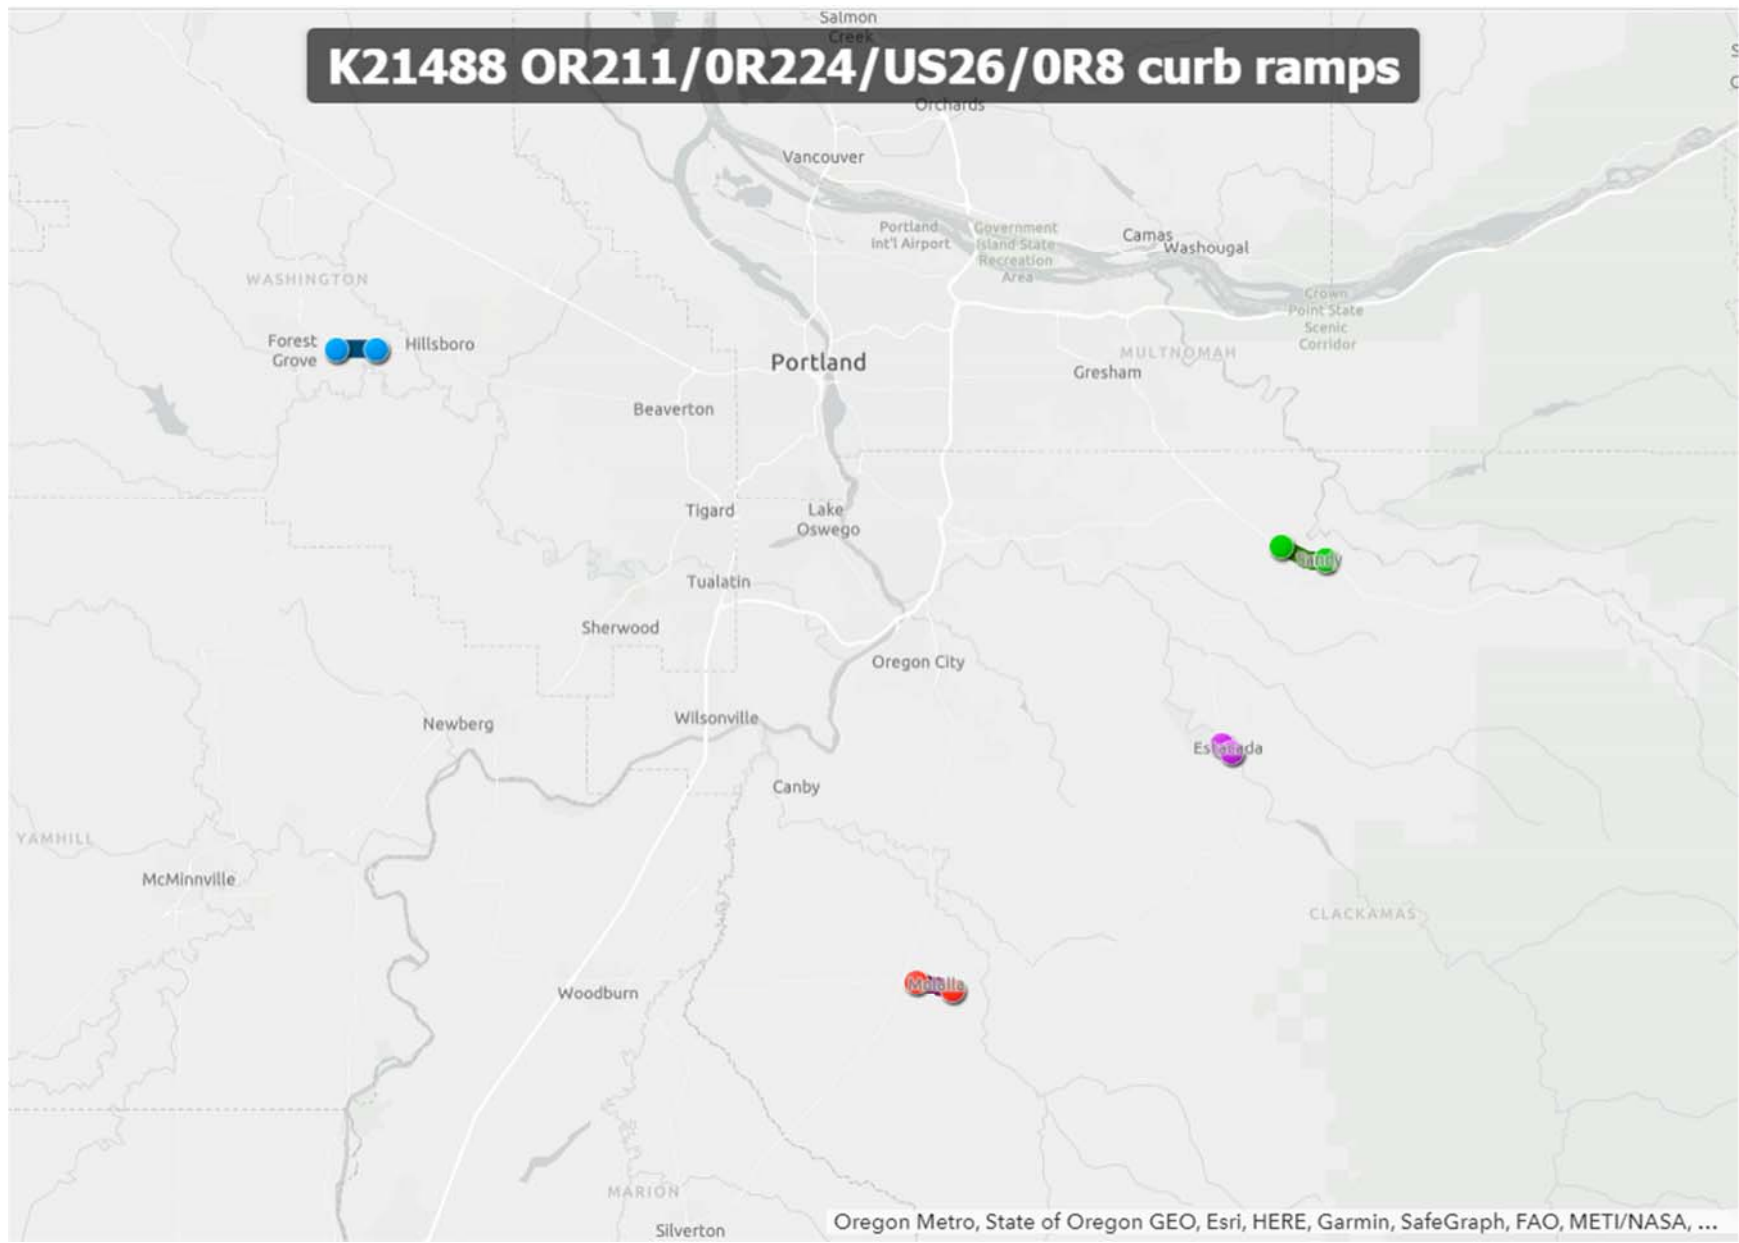 Salmon
Creek
K21488 OR211/0R224/US26/0R8 curb ramps
Orchards
Vancouver
Portland
Int'l Airport
Government
Island State
Recreation
Area
Camas
Washougal
WASHINGTON
Crown
Point State
Scenic
Corridor
Forest
Grove
Hillsboro
Portland
MULTNOMAH
Gresham
Beaverton
Tigard
Lake
Oswego
Sandy
Tualatin
Sherwood
Oregon City
Newberg
Wilsonville
Estacada
Canby
YAMHILL
McMinnville
CLACKAMAS
Molalla
Woodburn
MARION
Silverton
Oregon Metro, State of Oregon GEO, Esri, HERE, Garmin, SafeGraph, FAO, METI/NASA, ...